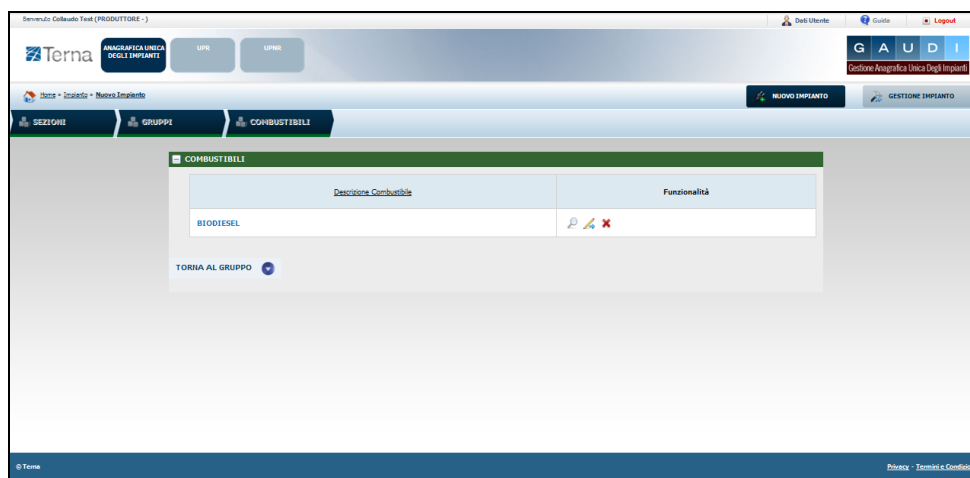 Benvenuto Collaudo Test (PRODUTTORE - )
Dati Utente
Guide
Logout
Terna
ANAGRAFICA UNICA
DEGLI IMPIANTI
UPR
UPNR
G A U D I
Gestione Anagrafica Unica Degli Impianti
Home - Impianto - Nuovo Impianto
NUOVO IMPIANTO
GESTIONE IMPIANTO
SEZIONI
GRUPPI
COMBUSTIBILI
COMBUSTIBILI
Descrizione Combustibile
Funzionalità
BIODIESEL
TORNA AL GRUPPO
© Terna
Privacy - Termini e Condizio